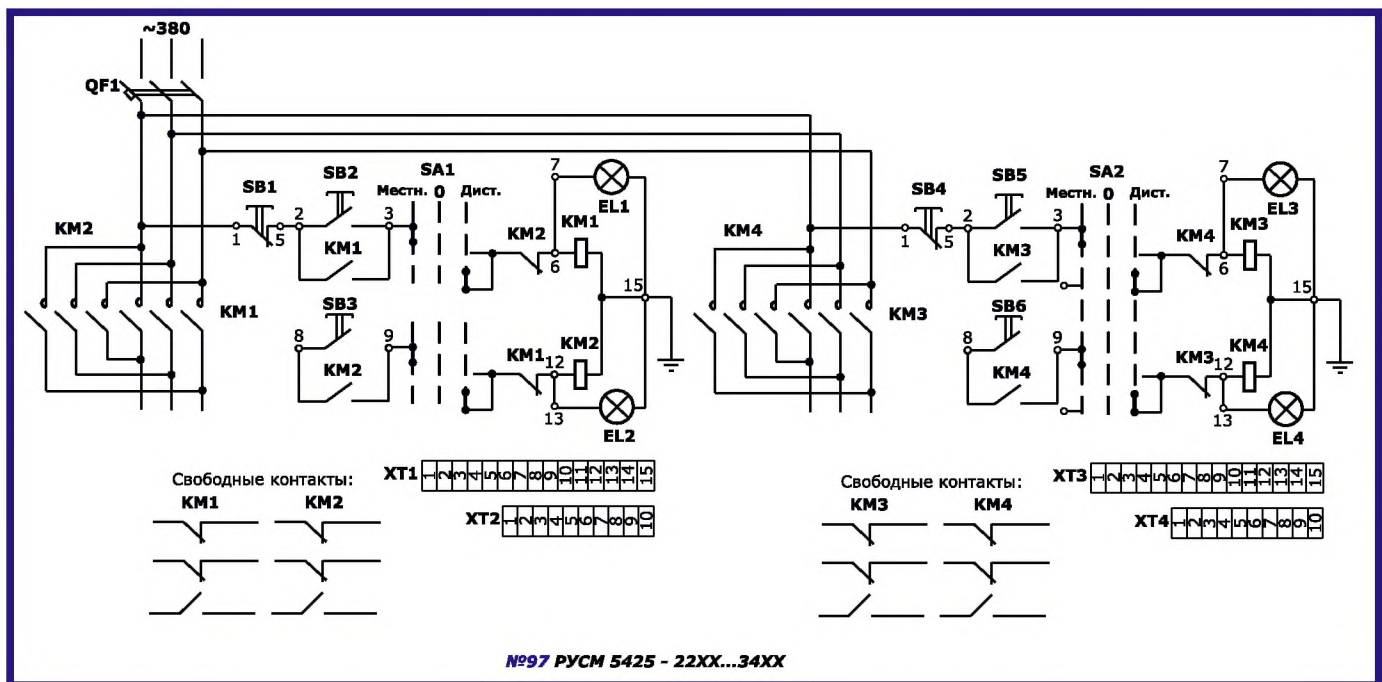 ~380
QF1
SB1
SB2
SA1
Местн. 0 Дист.
7
EL1
KM2
1
5
2
3
KM1
KM2
KM1
6
15
KM1
SB3
8
9
KM2
KM1
12
KM2
13
EL2
SB4
SB5
SA2
Местн. 0 Дист.
7
EL3
KM4
1
5
2
3
KM3
KM4
KM3
6
15
KM3
SB6
8
9
KM4
KM3
12
KM4
13
EL4
Свободные контакты:
KM1 KM2
XT1 1 2 3 4 5 6 7 8 9 10 11 12 13 14 15
XT2 1 2 3 4 5 6 7 8 9 10
Свободные контакты:
KM3 KM4
XT3 1 2 3 4 5 6 7 8 9 10 11 12 13 14 15
XT4 1 2 3 4 5 6 7 8 9 10
№97 РУСМ 5425 - 22ХХ...34ХХ